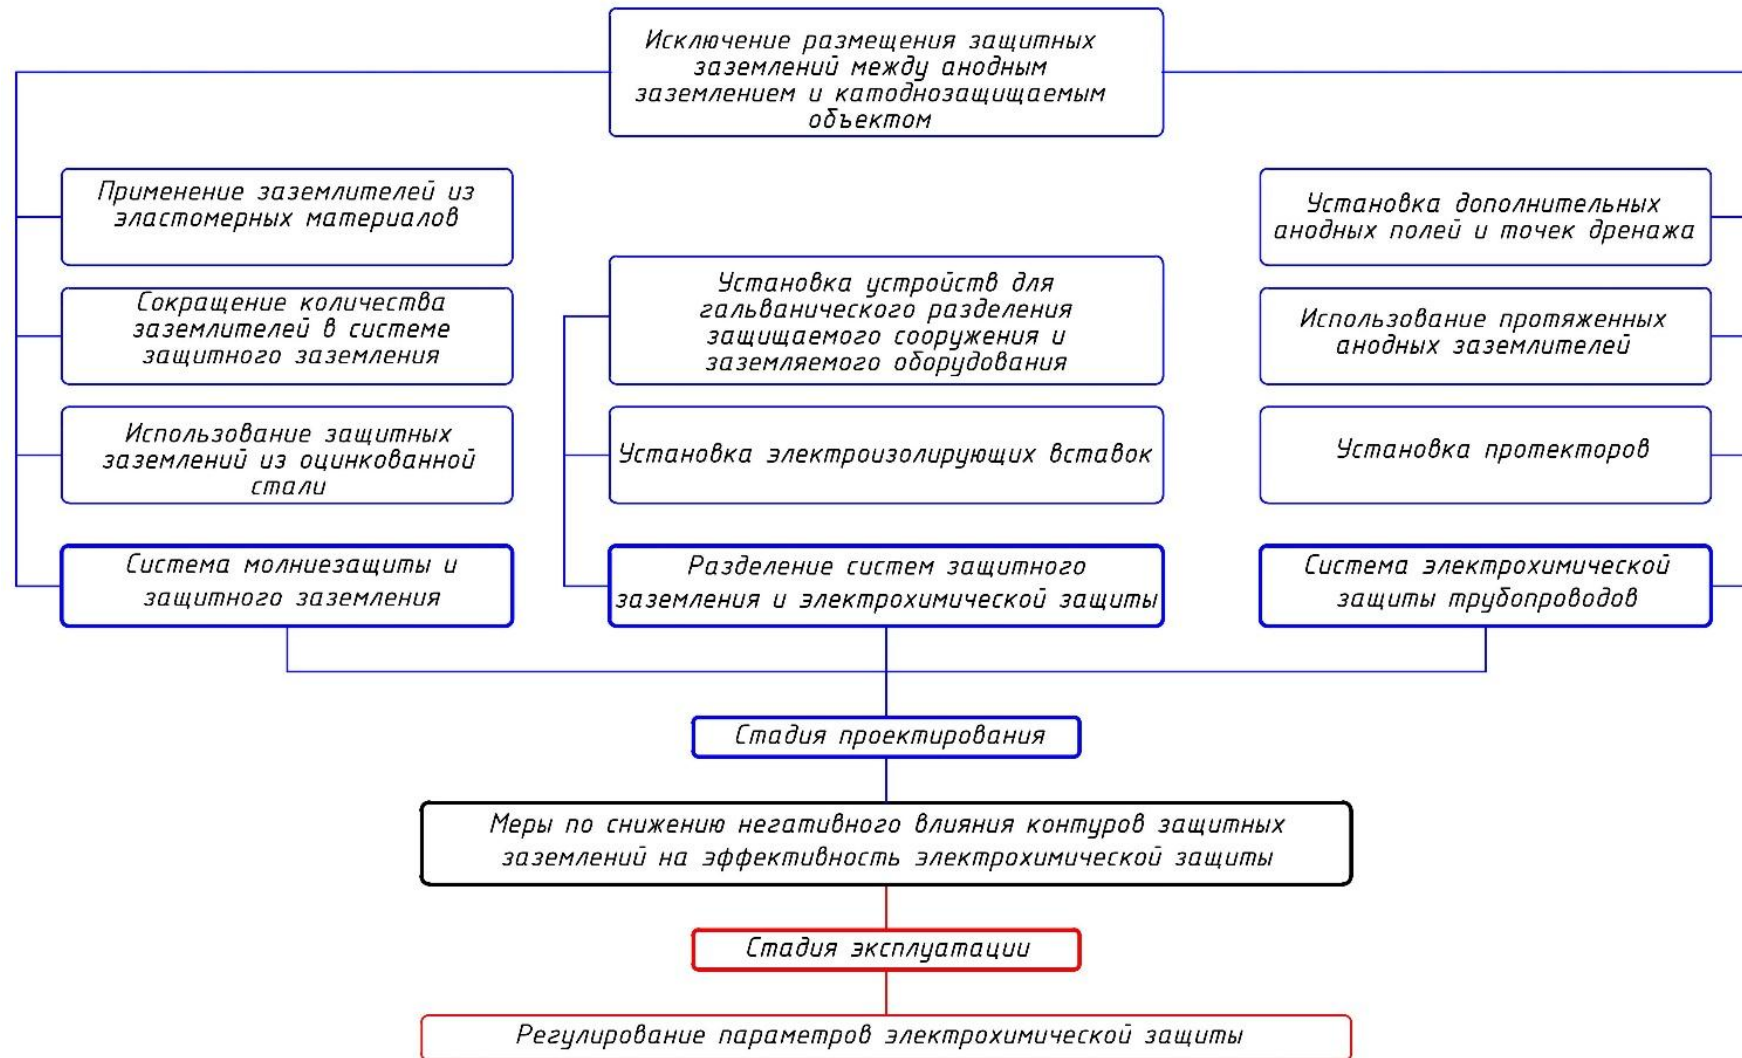 Исключение размещения защитных
заземлений между анодным
заземлением и катоднозащищаемым
объектом
Применение заземлителей из
эластомерных материалов
Сокращение количества
заземлителей в системе
защитного заземления
Использование защитных
заземлений из оцинкованной
стали
Система молниезащиты и
защитного заземления
Установка устройств для
гальванического разделения
защищаемого сооружения и
заземляемого оборудования
Установка электроизолирующих вставок
Разделение систем защитного
заземления и электрохимической защиты
Установка дополнительных
анодных полей и точек дренажа
Использование протяженных
анодных заземлителей
Установка протекторов
Система электрохимической
защиты трубопроводов
Стадия проектирования
Меры по снижению негативного влияния контуров защитных
заземлений на эффективность электрохимической защиты
Стадия эксплуатации
Регулирование параметров электрохимической защиты